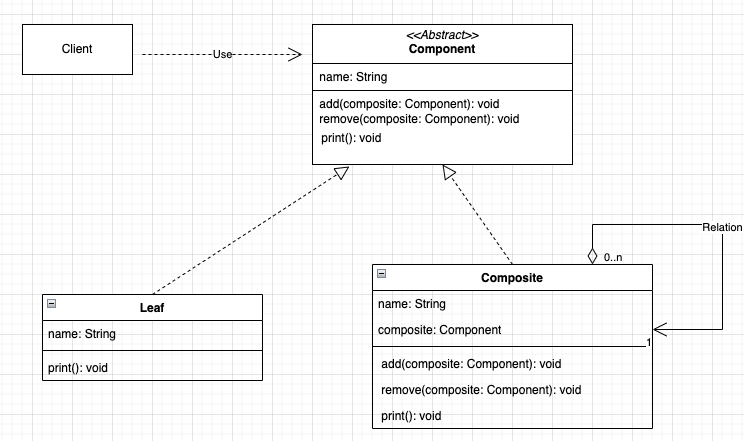 Client
Use
<<Abstract>>
Component
name: String
add(composite: Component): void
remove(composite: Component): void
print(): void
Relation
0..n
1
Leaf
name: String
print(): void
Composite
name: String
composite: Component
add(composite: Component): void
remove(composite: Component): void
print(): void